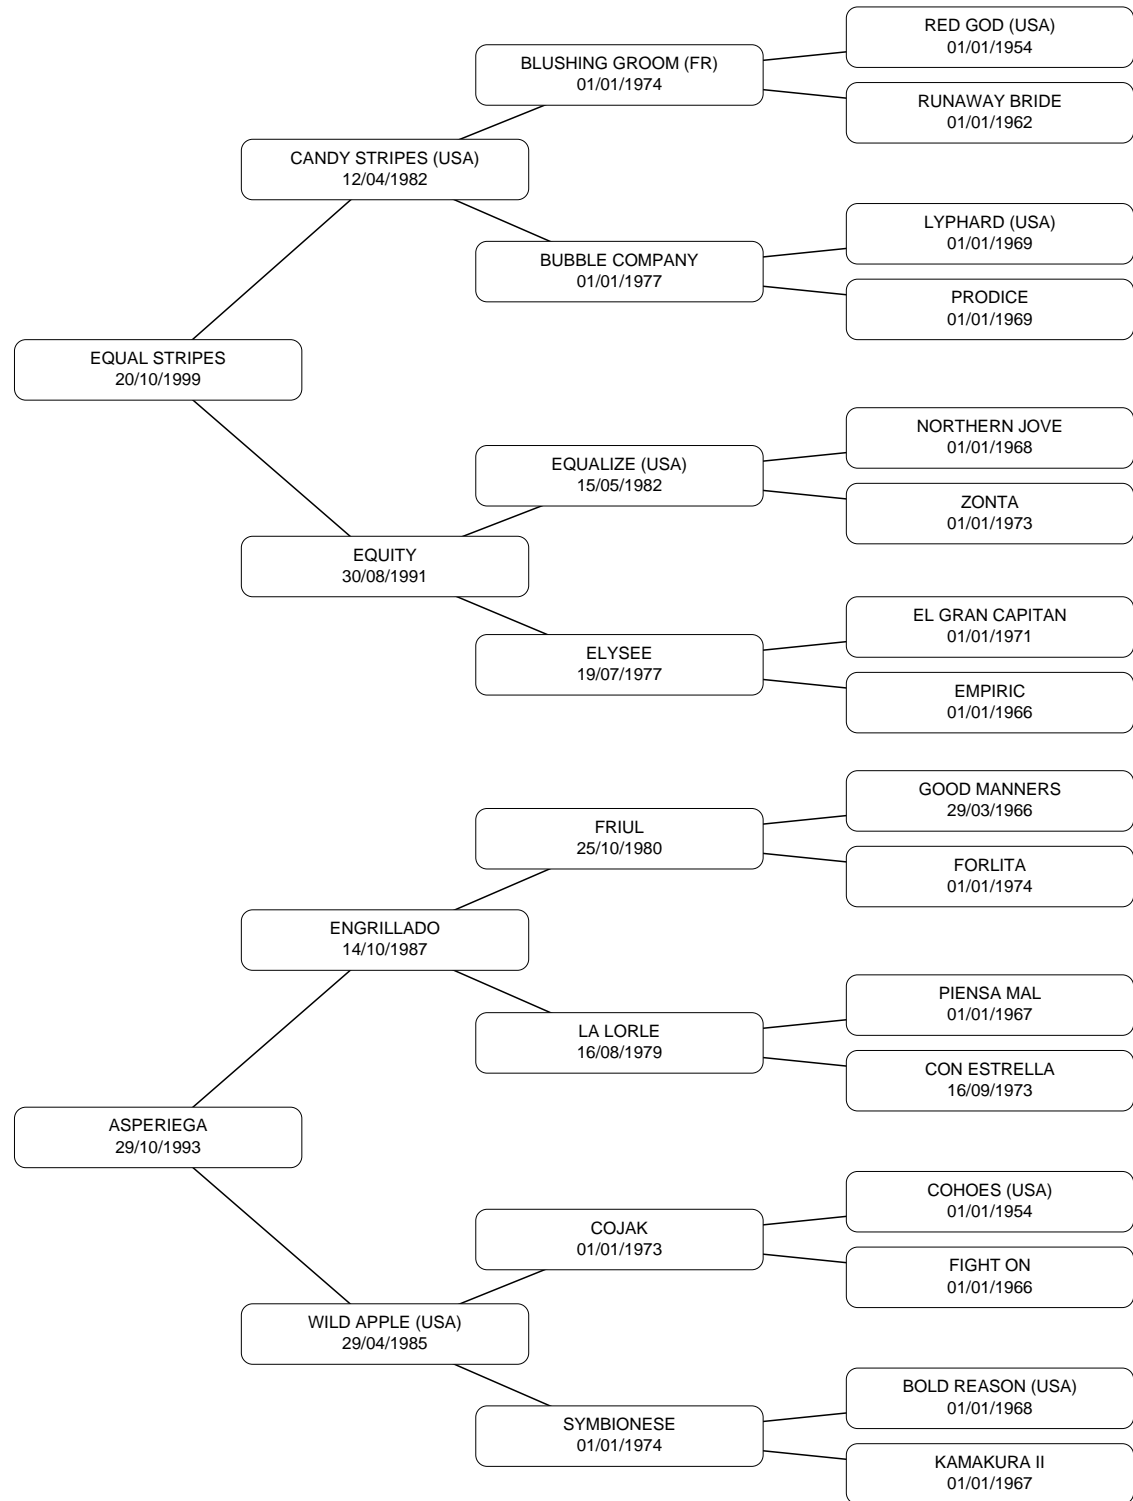 RED GOD (USA)
01/01/1954
BLUSHING GROOM (FR)
01/01/1974
RUNAWAY BRIDE
01/01/1962
CANDY STRIPES (USA)
12/04/1982
LYPHARD (USA)
01/01/1969
BUBBLE COMPANY
01/01/1977
PRODICE
01/01/1969
EQUAL STRIPES
20/10/1999
NORTHERN JOVE
01/01/1968
EQUALIZE (USA)
15/05/1982
ZONTA
01/01/1973
EQUITY
30/08/1991
EL GRAN CAPITAN
01/01/1971
ELYSEE
19/07/1977
EMPIRIC
01/01/1966
GOOD MANNERS
29/03/1966
FRIUL
25/10/1980
FORLITA
01/01/1974
ENGRILLADO
14/10/1987
PIENSA MAL
01/01/1967
LA LORLE
16/08/1979
CON ESTRELLA
16/09/1973
ASPERIEGA
29/10/1993
COHOES (USA)
01/01/1954
COJAK
01/01/1973
FIGHT ON
01/01/1966
WILD APPLE (USA)
29/04/1985
BOLD REASON (USA)
01/01/1968
SYMBIONESE
01/01/1974
KAMAKURA II
01/01/1967